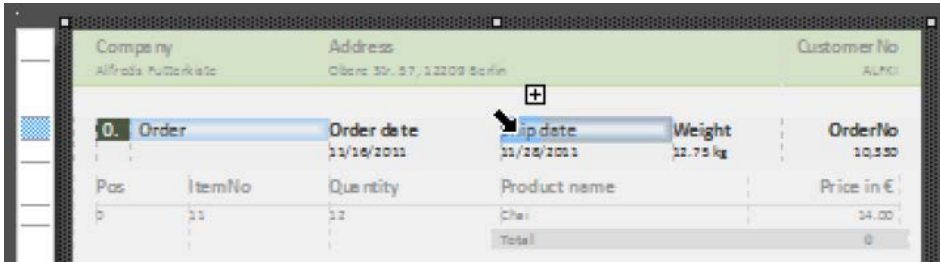 Company Address Customer No
Alfreds Futterkiste Obere Str. 57, 12209 Berlin ALFKI
0. Order Order date Ship date Weight OrderNo
11/16/2011 11/28/2011 12.75 kg 10,330
Pos ItemNo Quantity Product name Price in €
0 11 12 Chai 14.00
Total 0